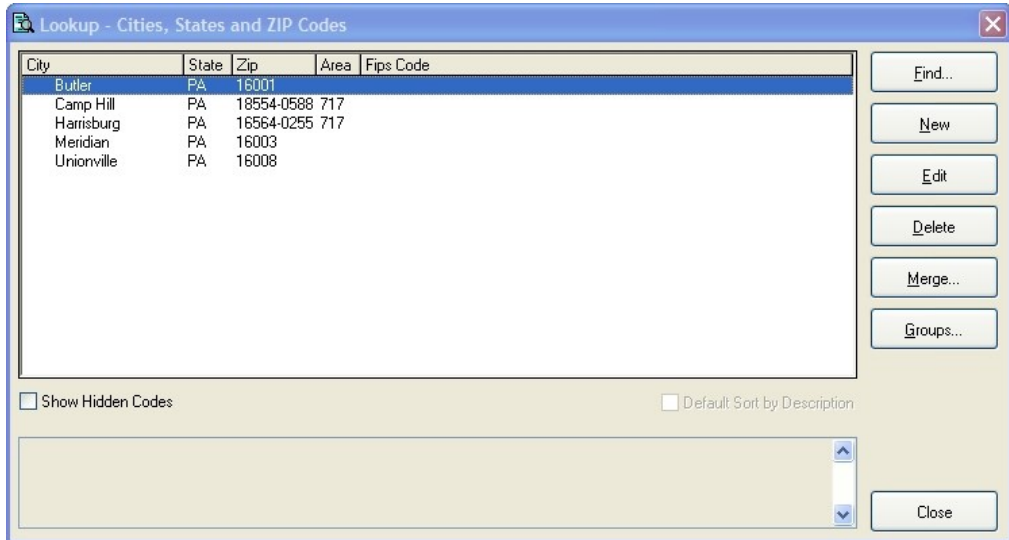 Lookup - Cities, States and ZIP Codes
City State Zip Area Fips Code
Butler PA 16001
Camp Hill PA 18554-0588 717
Harrisburg PA 16564-0255 717
Meridian PA 16003
Unionville PA 16008
Find...
New
Edit
Delete
Merge...
Groups...
Show Hidden Codes
Default Sort by Description
Close